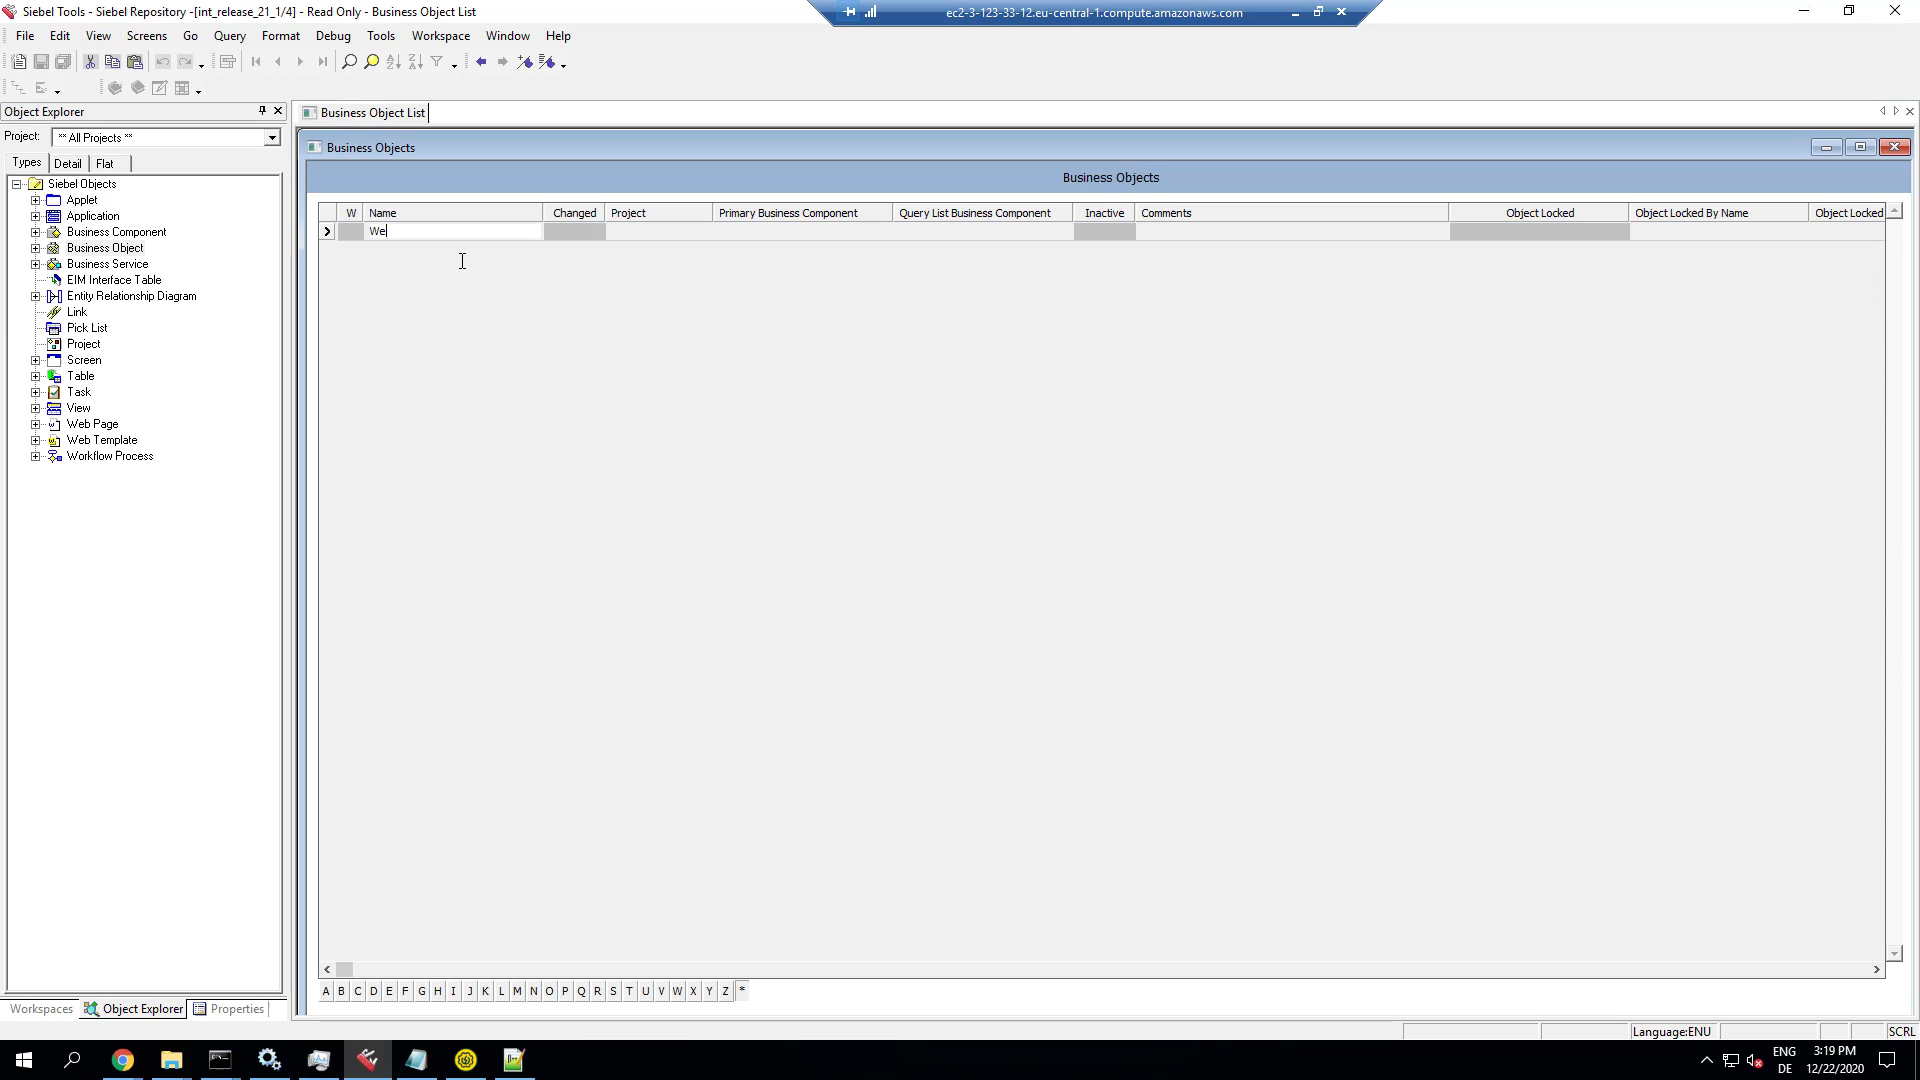 Siebel Tools - Siebel Repository -[int_release_21_1/4] - Read Only - Business Object List
ec2-3-123-33-12.eu-central-1.compute.amazonaws.com
File Edit View Screens Go Query Format Debug Tools Workspace Window Help
Object Explorer
Business Object List
Project: ** All Projects **
Business Objects
Types Detail Flat
Business Objects
Siebel Objects
Applet
Application
Business Component
Business Object
Business Service
EIM Interface Table
Entity Relationship Diagram
Link
Pick List
Project
Screen
Table
Task
View
Web Page
Web Template
Workflow Process
W Name Changed Project Primary Business Component Query List Business Component Inactive Comments Object Locked Object Locked By Name Object Locked
We
A B C D E F G H I J K L M N O P Q R S T U V W X Y Z *
Workspaces Object Explorer Properties
Language:ENU SCRL
ENG 3:19 PM
DE 12/22/2020